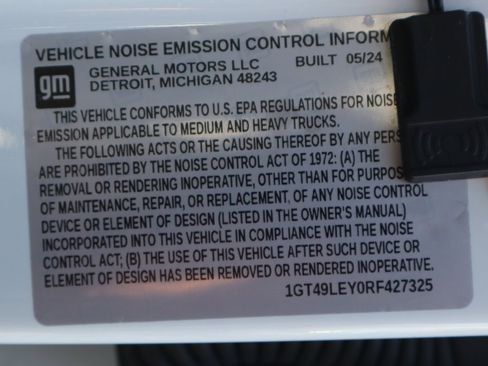 VEHICLE NOISE EMISSION CONTROL
gm
GENERAL MOTORS LLC BUILT 05/24
DETROIT, MICHIGAN 48243
THIS VEHICLE CONFORMS TO U.S. EPA REGULATIONS FOR NOISE
EMISSION APPLICABLE TO MEDIUM AND HEAVY TRUCKS.
THE FOLLOWING ACTS OR THE CAUSING THEREOF BY ANY
ARE PROHIBITED BY THE NOISE CONTROL ACT OF 1972: (A) THE
REMOVAL OR RENDERING INOPERATIVE, OTHER THAN FOR
OF MAINTENANCE, REPAIR, OR REPLACEMENT, OF ANY NOISE CONTROL
DEVICE OR ELEMENT OF DESIGN (LISTED IN THE OWNER'S MANUAL)
INCORPORATED INTO THIS VEHICLE IN COMPLIANCE WITH THE NOISE
CONTROL ACT; (B) THE USE OF THIS VEHICLE AFTER SUCH DEVICE OR
ELEMENT OF DESIGN HAS BEEN REMOVED OR RENDERED INOPERATIVE.
1GT49LEY0RF427325